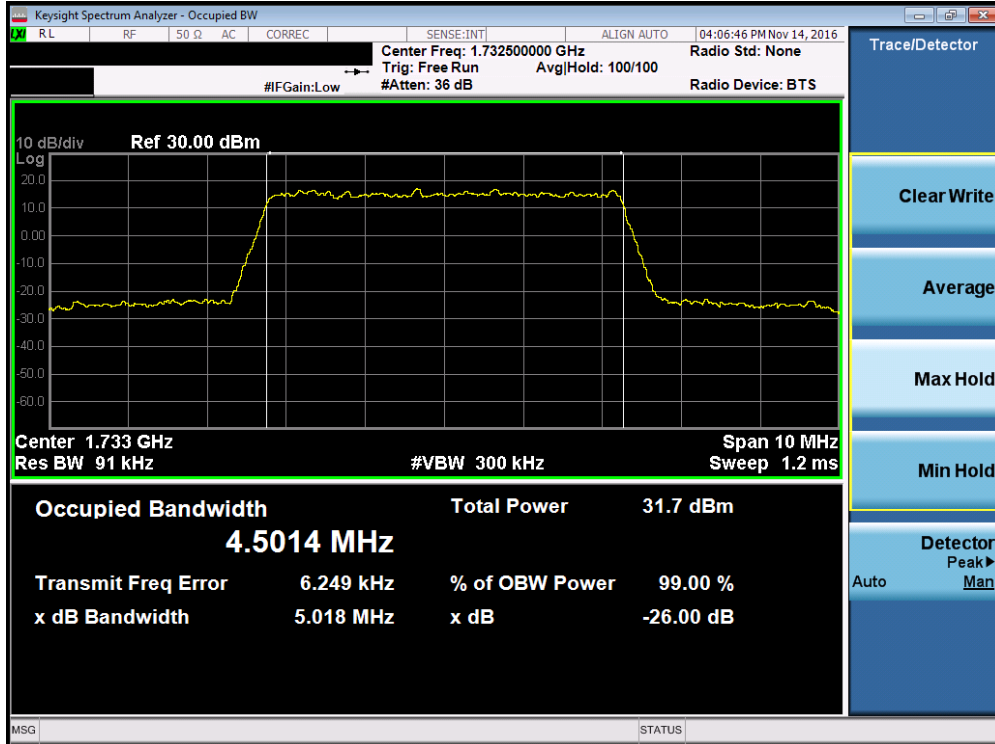 Keysight Spectrum Analyzer - Occupied BW
LXI RL RF 50 Ω AC CORREC SENSE:INT ALIGN AUTO 04:06:46 PM Nov 14, 2016
Center Freq: 1.732500000 GHz Radio Std: None
Trig: Free Run Avg|Hold: 100/100
#IFGain:Low #Atten: 36 dB Radio Device: BTS
10 dB/div Ref 30.00 dBm
Log
20.0
10.0
0.00
-10.0
-20.0
-30.0
-40.0
-50.0
-60.0
Center 1.733 GHz Span 10 MHz
Res BW 91 kHz #VBW 300 kHz Sweep 1.2 ms
Occupied Bandwidth Total Power 31.7 dBm
4.5014 MHz
Transmit Freq Error 6.249 kHz % of OBW Power 99.00 %
x dB Bandwidth 5.018 MHz x dB -26.00 dB
MSG STATUS
Trace/Detector
Clear Write
Average
Max Hold
Min Hold
Detector
Peak▶
Auto Man